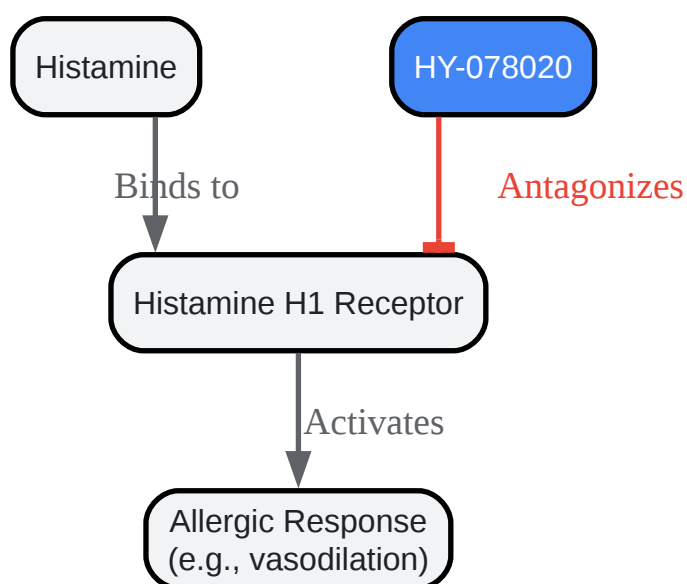 Histamine
HY-078020
Binds to
Antagonizes
Histamine H1 Receptor
Activates
Allergic Response
(e.g., vasodilation)